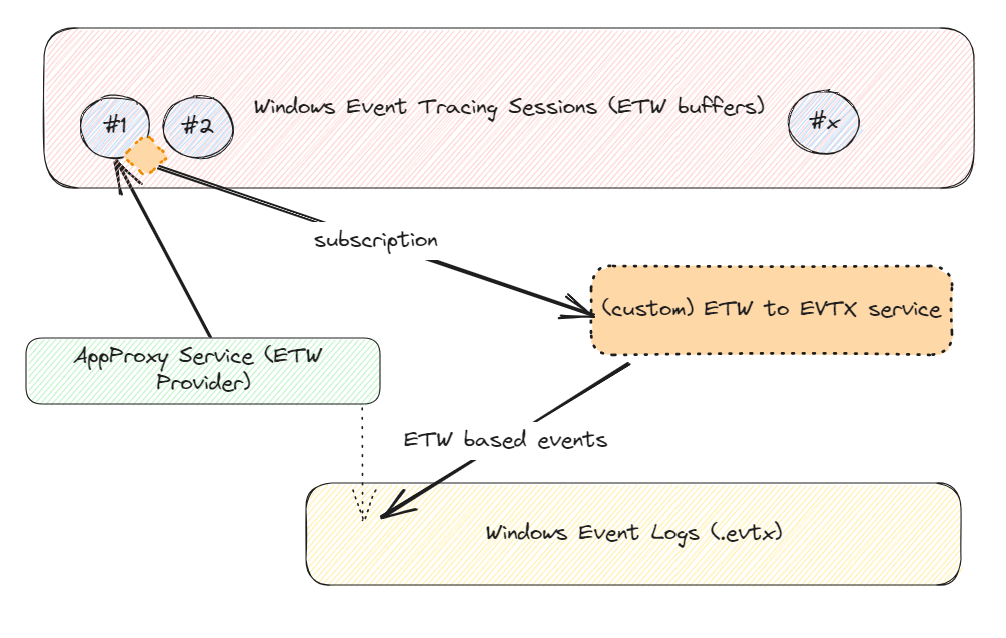 Windows Event Tracing Sessions (ETW buffers)
#1
#2
#x
subscription
(custom) ETW to EVTX service
AppProxy Service (ETW
Provider)
ETW based events
Windows Event Logs (.evtx)